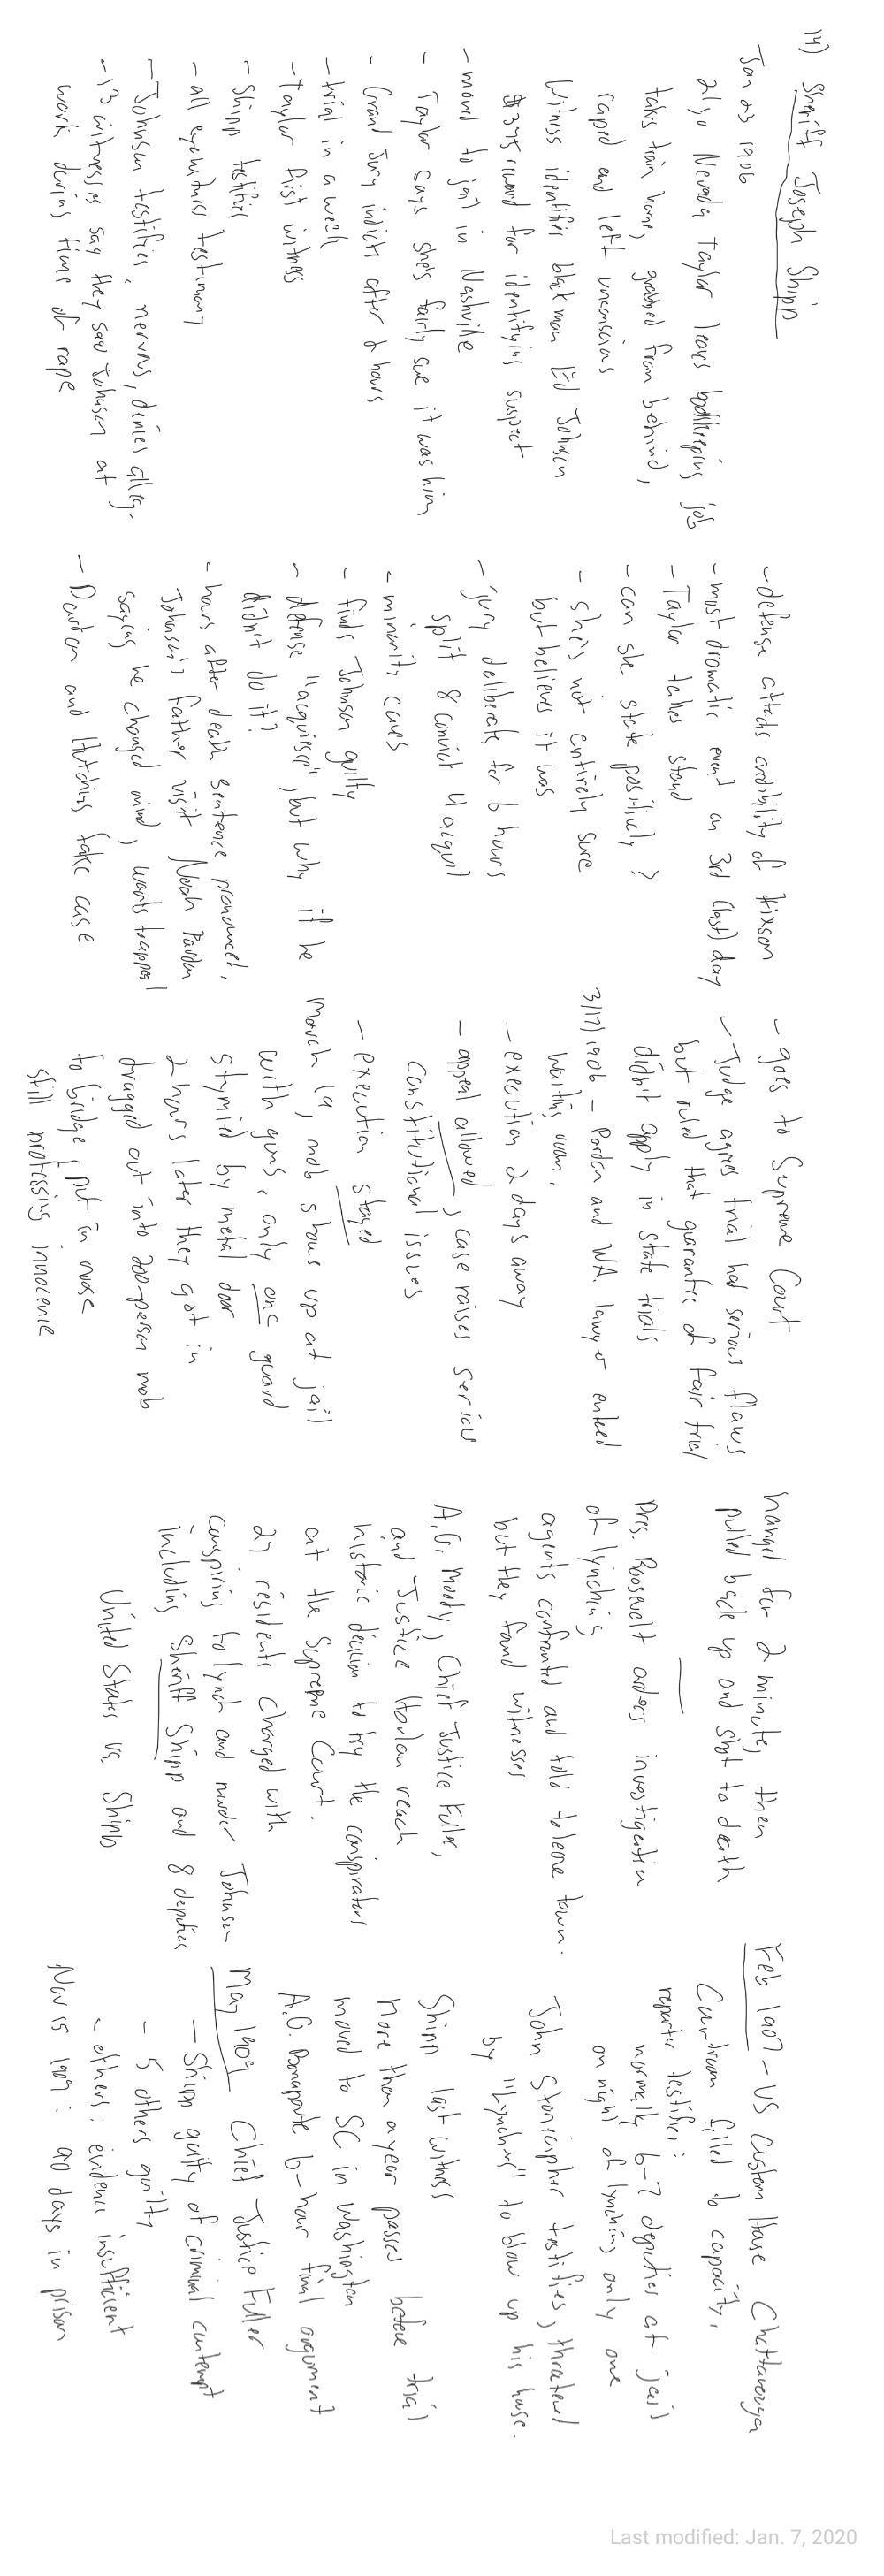 14) Sheriff Joseph Shipp
Jan 23 1906
21 yo Nevada Taylor leaves bookkeeping job
takes train home, grabbed from behind,
raped and left unconscious
Witness identifies black man Ed Johnson
$375 reward for identifying suspect
- moved to jail in Nashville
- Taylor says she's fairly sure it was him
- Grand Jury indicts after 2 hours
- trial in a week
- Taylor first witness
- Shipp testifies
- all eyewitness testimony
- Johnson testifies, nervous, denies alleg.
- 13 witnesses say they saw Johnson at
work during time of rape
- defense attacks credibility of Hixson
- most dramatic event on 3rd (last) day
- Taylor takes stand
- can she state positively?
- she's not entirely sure
but believes it was
- jury deliberates for 6 hours
split 8 convict 4 acquit
- minority caves
- finds Johnson guilty
- defense "acquiesce", but why if he
didn't do it?
- hours after death sentence pronounced,
Johnson's father visit Noah Pardon
saying he changed mind, wants to appeal
- Pardon and Hutchins take case
- goes to Supreme Court
- Judge agrees trial had serious flaws
but ruled that guarantee of fair trial
didn't apply in state trials
3/17/1906 - Pardon and WA. lawyer entered
waiting room.
- execution 2 days away
- appeal allowed, case raises serious
constitutional issues
- execution stayed
March 19, mob shows up at jail
with guns, only one guard
stymied by metal door
2 hours later they got in
dragged out into 200-person mob
to bridge, put in noose
still professing innocence
hanged for 2 minutes, then
pulled back up and shot to death
Pres. Roosevelt orders investigation
of lynching
agents confronted and told to leave town.
but they found witnesses
A.G. Moody, Chief Justice Fuller,
and Justice Harlan reach
historic decision to try the conspirators
at the Supreme Court.
27 residents charged with
conspiring to lynch and murder Johnson
including Sheriff Shipp and 8 deputies
United States vs. Shipp
Feb 1907 - US Custom House Chattanooga
Courtroom filled to capacity.
reporter testifies:
normally 6-7 deputies at jail
on night of lynching only one
John Stonecipher testifies, threatened
by "Lynchers" to blow up his house.
Shipp last witness
More than a year passes before trial
moved to SC in Washington
A.G. Bonaparte 6-hour final argument
May 1909 Chief Justice Fuller
- Shipp guilty of criminal contempt
- 5 others guilty
- others: evidence insufficient
Nov 15 1909: 90 days in prison
Last modified: Jan. 7, 2020